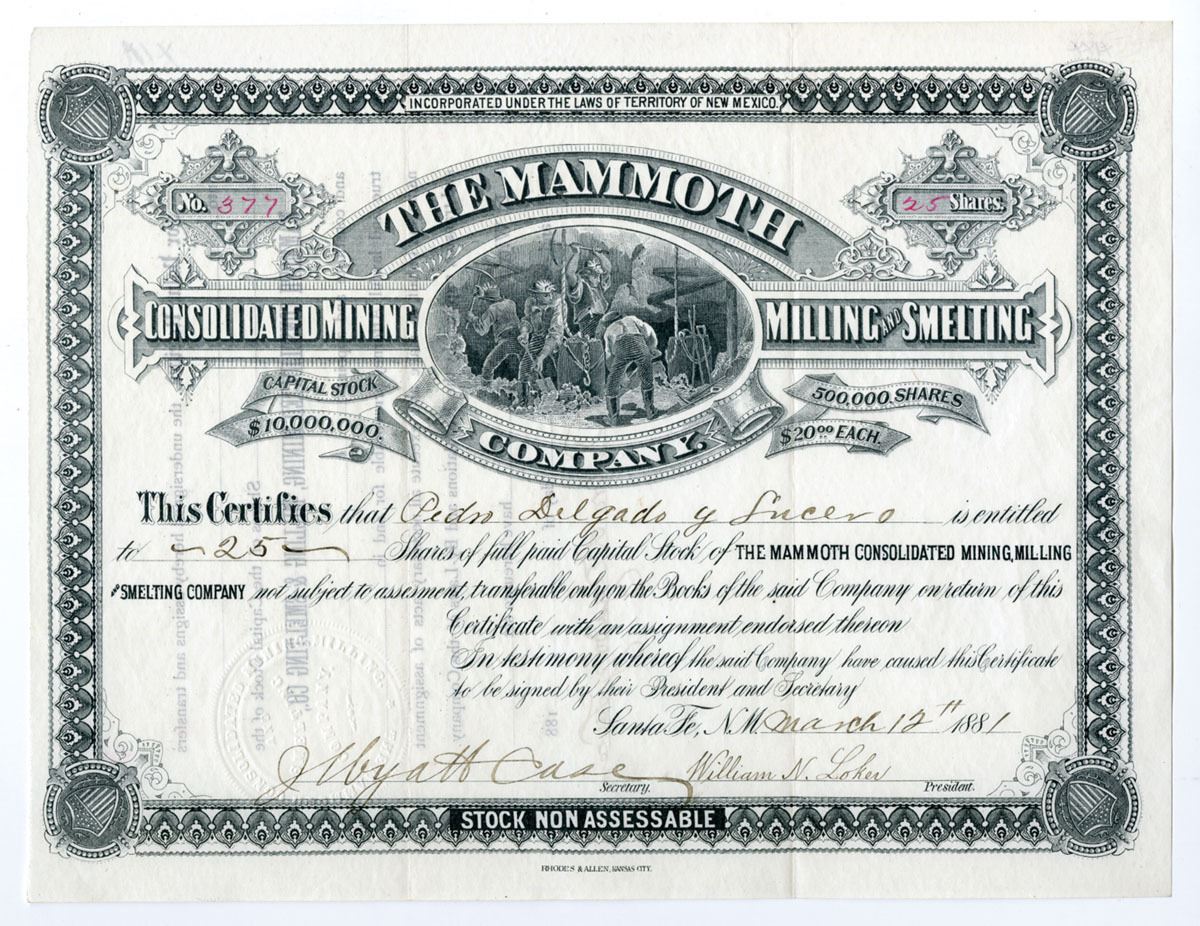 INCORPORATED UNDER THE LAWS OF TERRITORY OF NEW MEXICO.
No. 377
25 Shares.
THE MAMMOTH
CONSOLIDATED MINING
MILLING AND SMELTING
CAPITAL STOCK
$10,000,000.
500,000 SHARES
$20.00 EACH.
COMPANY.
This Certifies that Pedro Delgado y Lucero is entitled
to ~25~ Shares of full paid Capital Stock of THE MAMMOTH CONSOLIDATED MINING, MILLING
AND SMELTING COMPANY not subject to assesment, transferable only on the Books of the said Company on return of this
Certificate with an assignment endorsed thereon
In testimony whereof the said Company have caused this Certificate
to be signed by their President and Secretary
Santa Fe, N.M. March 12th 1881
J Wyatt Case Secretary.
William N. Loker President.
STOCK NON ASSESSABLE
RHODES & ALLEN, KANSAS CITY.